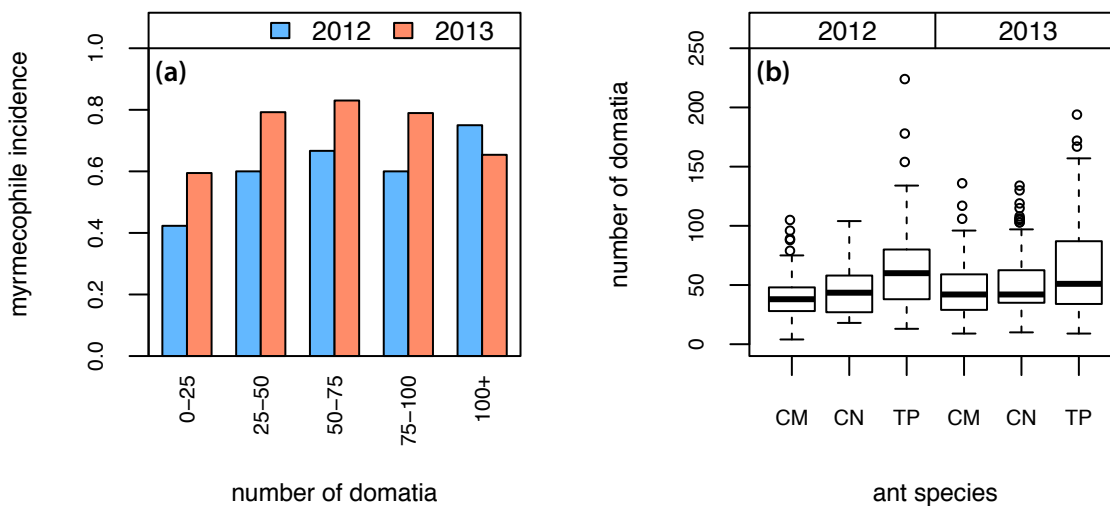 2012 2013
(a)
myrmecophile incidence
1.0
0.8
0.6
0.4
0.2
0.0
0−25
25−50
50−75
75−100
100+
number of domatia
2012 2013
(b)
number of domatia
250
200
150
100
50
0
CM CN TP CM CN TP
ant species